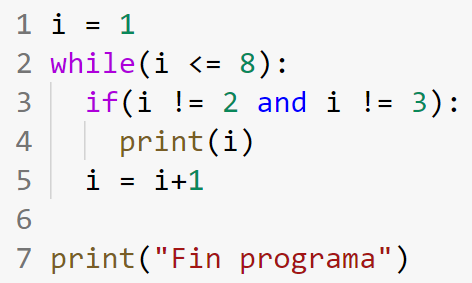 1 i = 1
2 while(i <= 8):
3   if(i != 2 and i != 3):
4     print(i)
5   i = i+1
6
7 print("Fin programa")